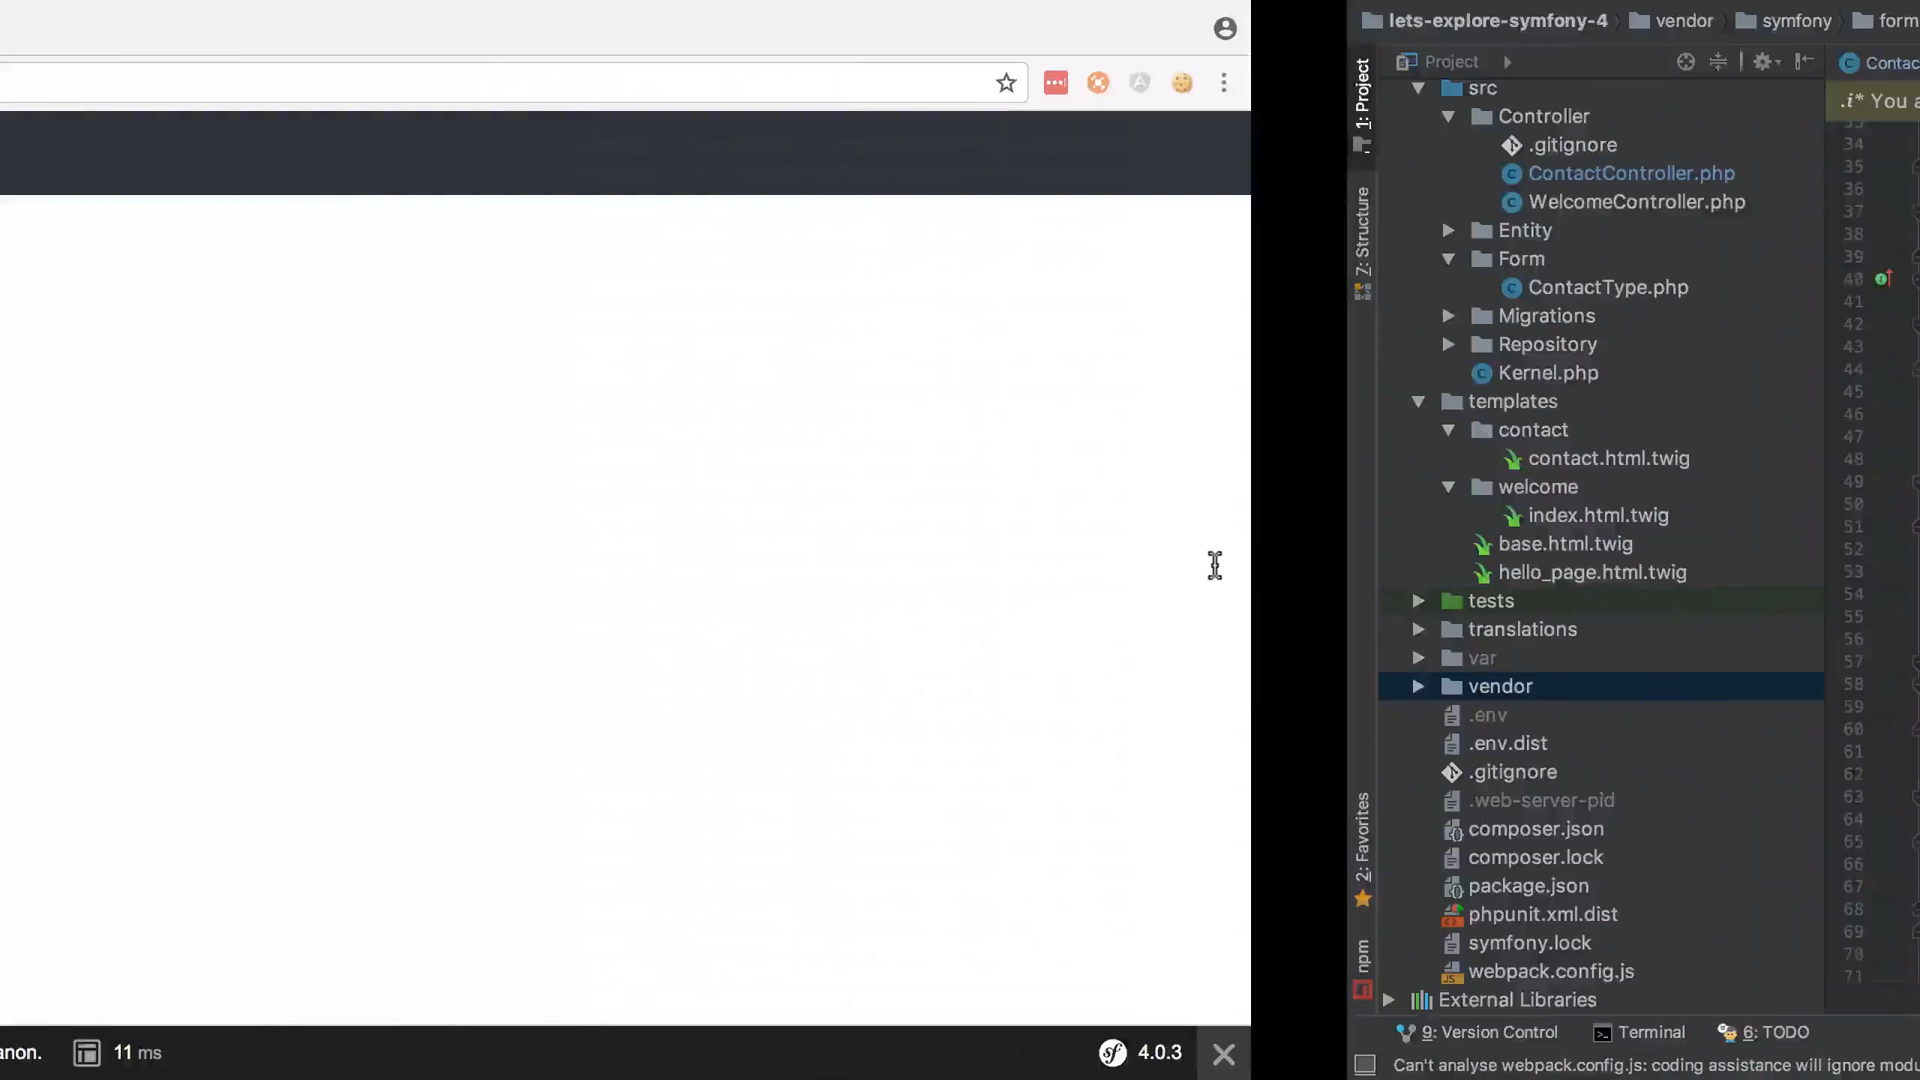 lets-explore-symfony-4
vendor
symfony
form
1: Project
Project
Contac
src
.i* You a
Controller
.gitignore
ContactController.php
WelcomeController.php
7: Structure
Entity
Form
ContactType.php
Migrations
Repository
Kernel.php
templates
contact
contact.html.twig
welcome
index.html.twig
base.html.twig
hello_page.html.twig
tests
translations
var
vendor
.env
.env.dist
.gitignore
.web-server-pid
2: Favorites
composer.json
composer.lock
package.json
phpunit.xml.dist
npm
symfony.lock
webpack.config.js
External Libraries
34
35
36
37
38
39
40
41
42
43
44
45
46
47
48
49
50
51
52
53
54
55
56
57
58
59
60
61
62
63
64
65
66
67
68
69
70
71
9: Version Control
Terminal
6: TODO
anon.
11 ms
sf
4.0.3
Can't analyse webpack.config.js: coding assistance will ignore modu